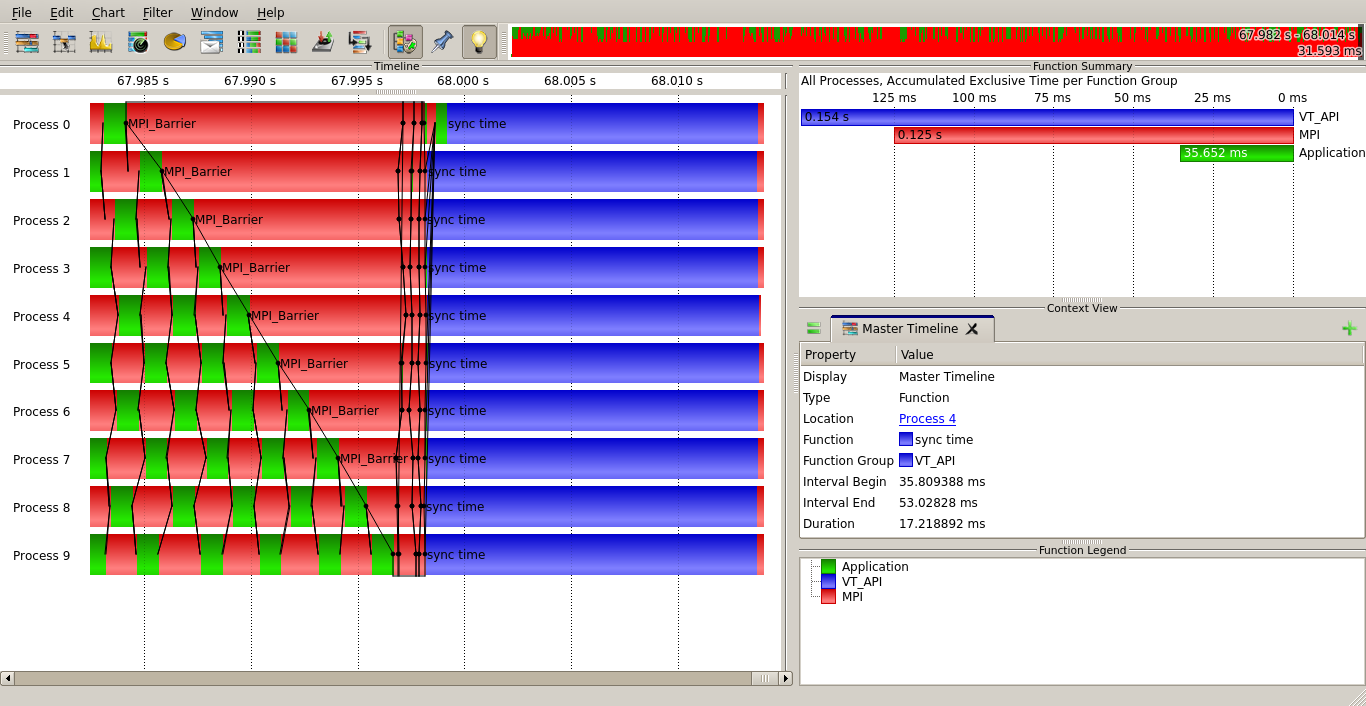 File Edit Chart Filter Window Help
67.982 s - 68.014 s
31.593 ms
Timeline
67.985 s 67.990 s 67.995 s 68.000 s 68.005 s 68.010 s
Process 0 MPI_Barrier sync time
Process 1 MPI_Barrier sync time
Process 2 MPI_Barrier sync time
Process 3 MPI_Barrier sync time
Process 4 MPI_Barrier sync time
Process 5 MPI_Barrier sync time
Process 6 MPI_Barrier sync time
Process 7 MPI_Barrier sync time
Process 8 sync time
Process 9 sync time
Function Summary
All Processes, Accumulated Exclusive Time per Function Group
125 ms 100 ms 75 ms 50 ms 25 ms 0 ms
0.154 s VT_API
0.125 s MPI
35.652 ms Application
Context View
Master Timeline
Property Value
Display Master Timeline
Type Function
Location Process 4
Function sync time
Function Group VT_API
Interval Begin 35.809388 ms
Interval End 53.02828 ms
Duration 17.218892 ms
Function Legend
Application
VT_API
MPI